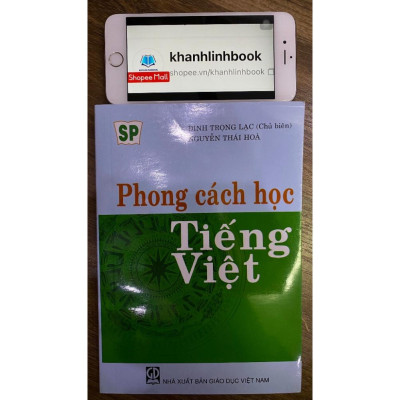 khanhlinhbook
Shopee Mall
shopee.vn/khanhlinhbook
SP
ĐINH TRỌNG LẠC (Chủ biên)
NGUYỄN THÁI HOÀ
Phong cách học
Tiếng
Việt
GD
NHÀ XUẤT BẢN GIÁO DỤC VIỆT NAM